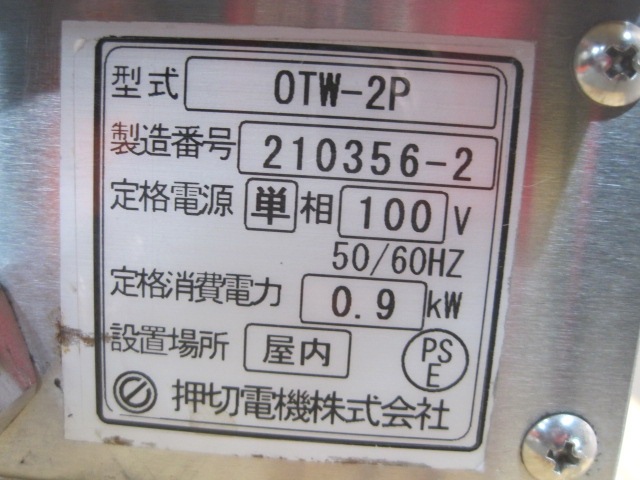 型式 OTW-2P
製造番号 210356-2
定格電源 単相 100 V
50/60HZ
定格消費電力 0.9 kW
設置場所 屋内
PS
E
押切電機株式会社